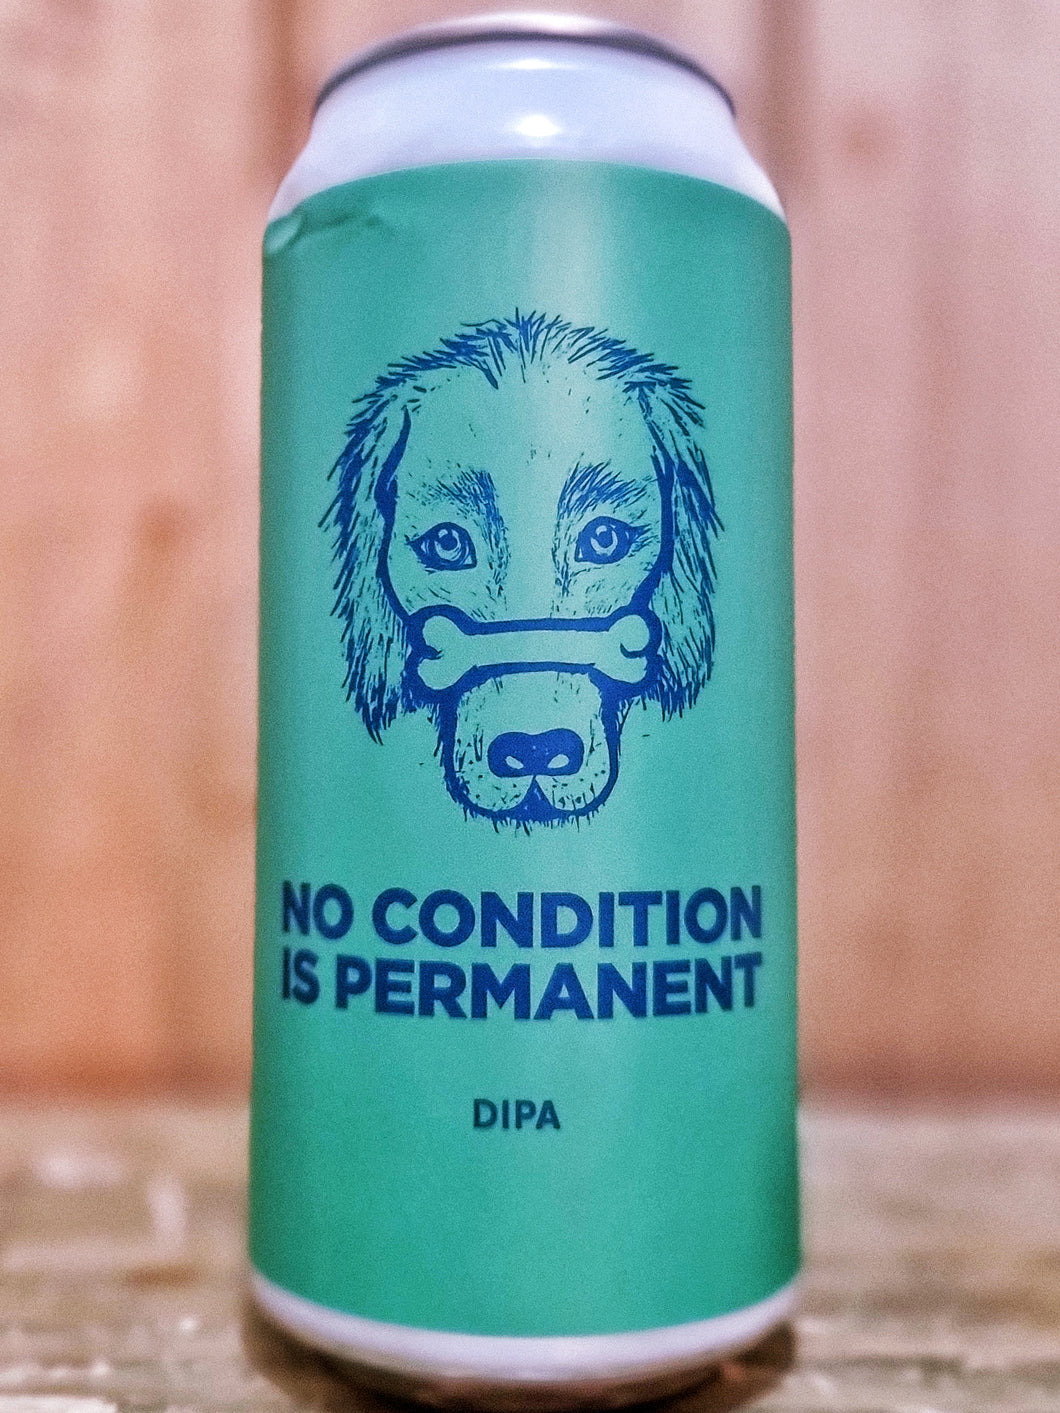 NO CONDITION
IS PERMANENT
DIPA